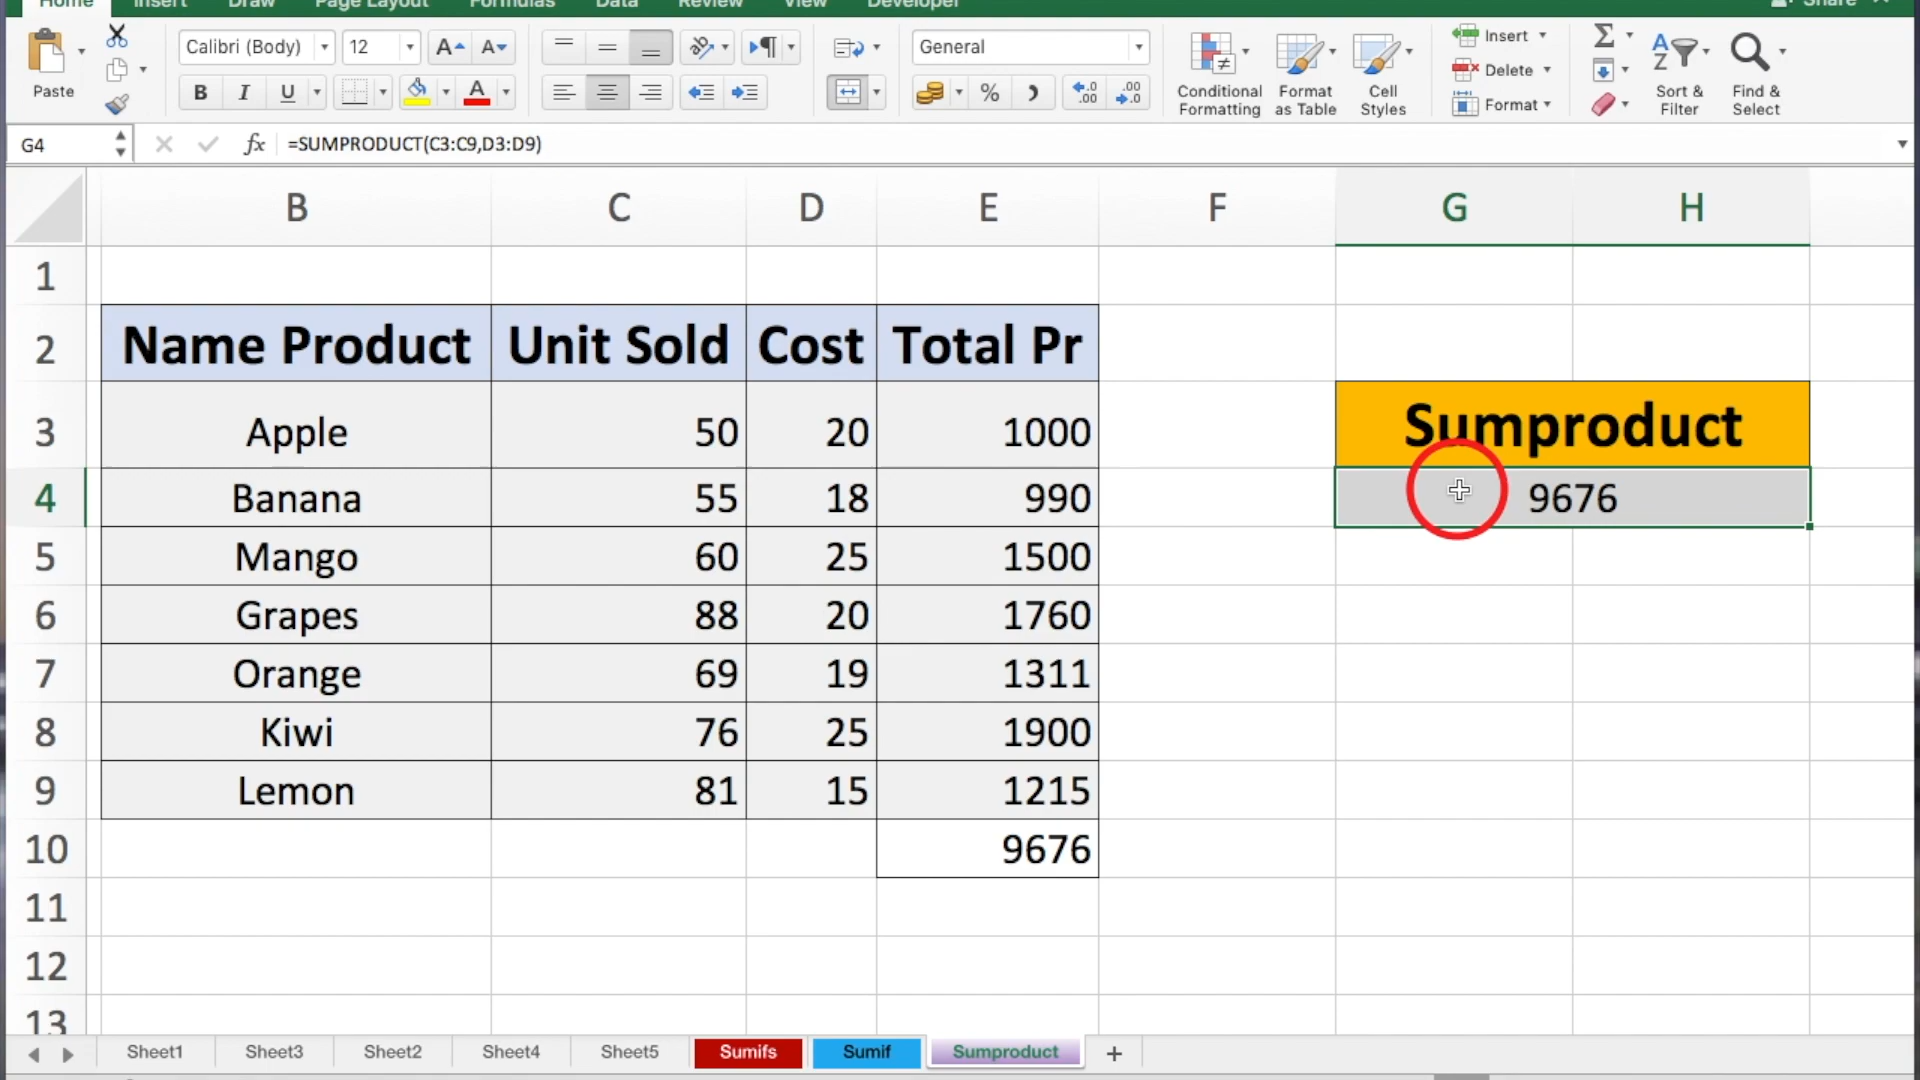 Home Insert Draw Page Layout Formulas Data Review View Developer Share
Paste
Calibri (Body) 12 A A
B I U A
General
%
.0 .00
.00 .0
Conditional Formatting
Format as Table
Cell Styles
Insert
Delete
Format
Sort & Filter
Find & Select
G4 fx =SUMPRODUCT(C3:C9,D3:D9)
B C D E F G H
1
2 Name Product Unit Sold Cost Total Pr
3 Apple 50 20 1000 Sumproduct
4 Banana 55 18 990 9676
5 Mango 60 25 1500
6 Grapes 88 20 1760
7 Orange 69 19 1311
8 Kiwi 76 25 1900
9 Lemon 81 15 1215
10 9676
11
12
13
Sheet1 Sheet3 Sheet2 Sheet4 Sheet5 Sumifs Sumif Sumproduct +